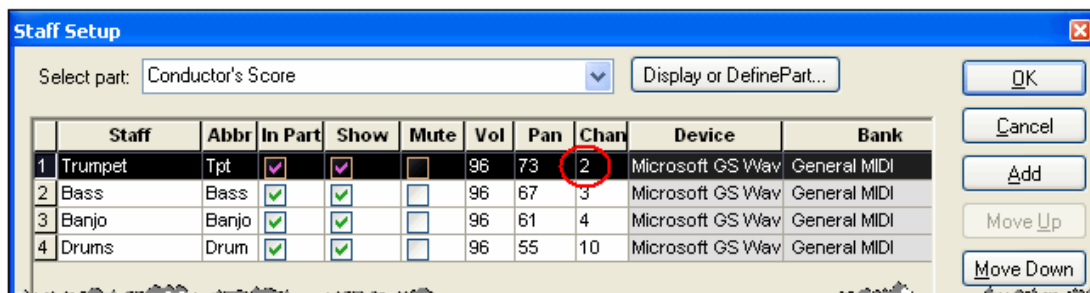 Staff Setup
Select part: Conductor's Score Display or DefinePart... OK
Cancel
Staff Abbr In Part Show Mute Vol Pan Chan Device Bank
1 Trumpet Tpt 96 73 2 Microsoft GS Wav General MIDI
Add
2 Bass Bass 96 67 3 Microsoft GS Wav General MIDI
3 Banjo Banjo 96 61 4 Microsoft GS Wav General MIDI
Move Up
4 Drums Drum 96 55 10 Microsoft GS Wav General MIDI
Move Down